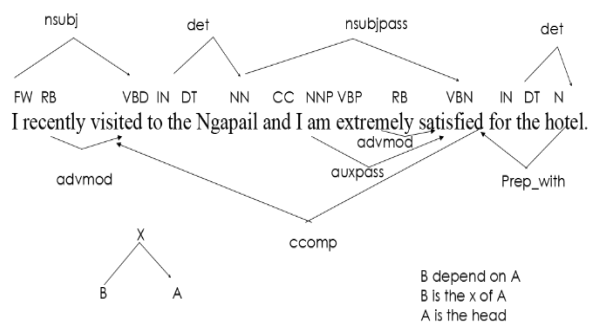 nsubj det nsubjpass det
FW RB VBD IN DT NN CC NNP VBP RB VBN IN DT N
I recently visited to the Ngapail and I am extremely satisfied for the hotel.
advmod
advmod auxpass Prep_with
ccomp
X
B A
B depend on A
B is the x of A
A is the head